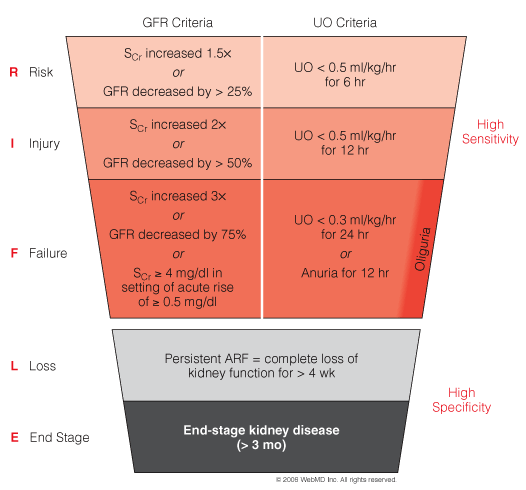 GFR Criteria
UO Criteria
R Risk
S_Cr increased 1.5×
or
GFR decreased by > 25%
UO < 0.5 ml/kg/hr
for 6 hr
I Injury
S_Cr increased 2×
or
GFR decreased by > 50%
UO < 0.5 ml/kg/hr
for 12 hr
High
Sensitivity
F Failure
S_Cr increased 3×
or
GFR decreased by 75%
or
S_Cr ≥ 4 mg/dl in
setting of acute rise
of ≥ 0.5 mg/dl
UO < 0.3 ml/kg/hr
for 24 hr
or
Anuria for 12 hr
Oliguria
L Loss
Persistent ARF = complete loss of
kidney function for > 4 wk
High
Specificity
E End Stage
End-stage kidney disease
(> 3 mo)
© 2009 WebMD Inc. All rights reserved.